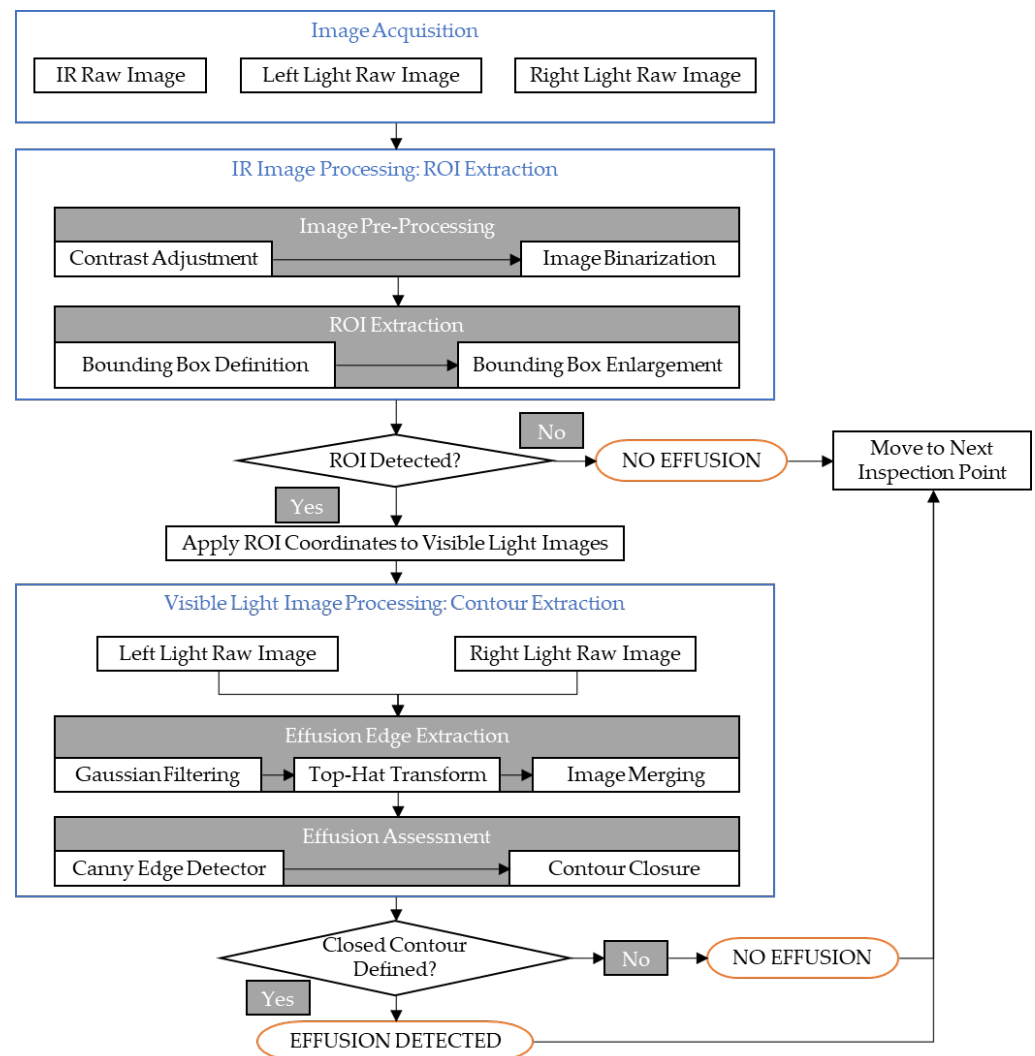 Image Acquisition
IR Raw Image
Left Light Raw Image
Right Light Raw Image
IR Image Processing: ROI Extraction
Image Pre-Processing
Contrast Adjustment
Image Binarization
ROI Extraction
Bounding Box Definition
Bounding Box Enlargement
No
ROI Detected?
NO EFFUSION
Move to Next
Inspection Point
Yes
Apply ROI Coordinates to Visible Light Images
Visible Light Image Processing: Contour Extraction
Left Light Raw Image
Right Light Raw Image
Effusion Edge Extraction
Gaussian Filtering
Top-Hat Transform
Image Merging
Effusion Assessment
Canny Edge Detector
Contour Closure
Closed Contour
Defined?
No
NO EFFUSION
Yes
EFFUSION DETECTED